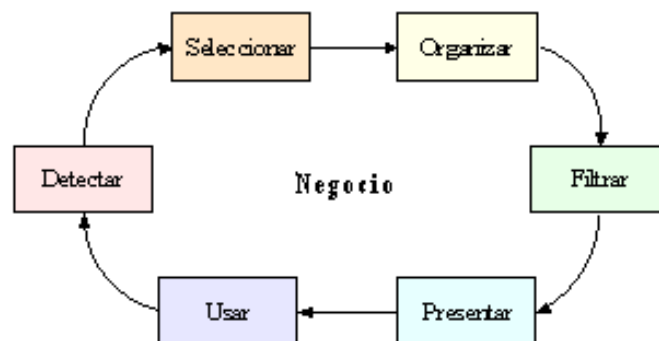 Seleccionar
Organizar
Detectar
Negocio
Filtrar
Usar
Presentar